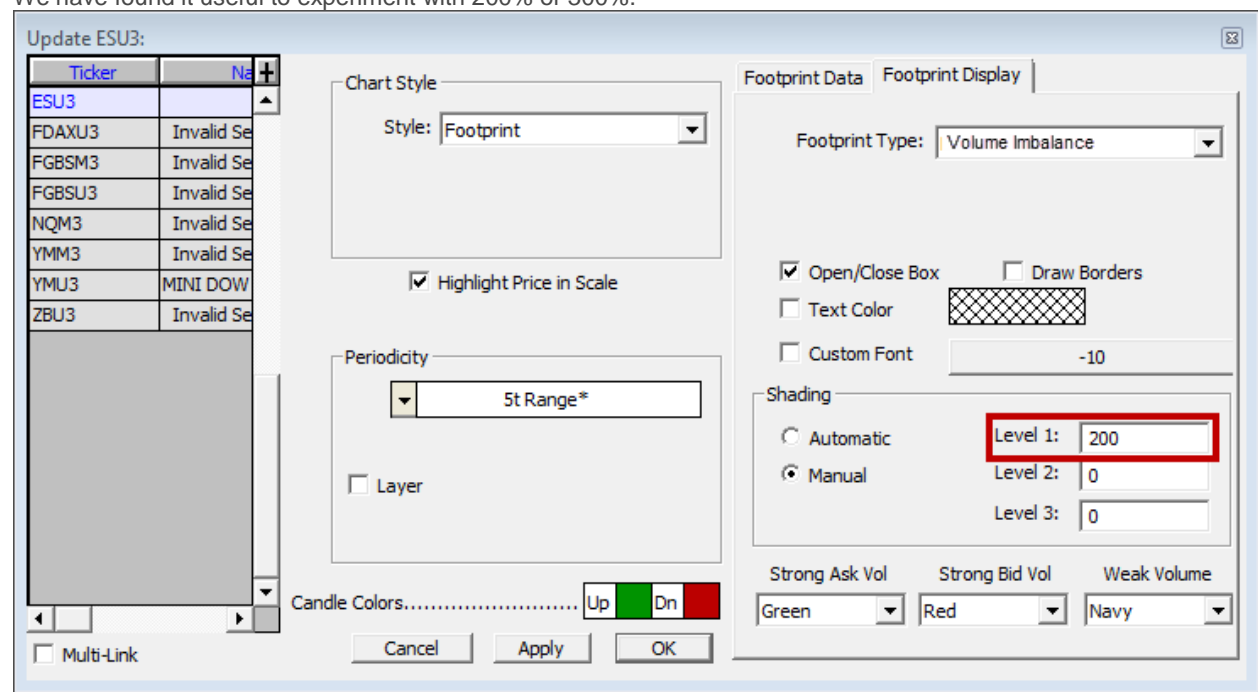 We have found it useful to experiment with 200% or 300%.
Update ESU3:
Ticker Na +
ESU3
FDAXU3 Invalid Se
FGBSM3 Invalid Se
FGBSU3 Invalid Se
NQM3 Invalid Se
YMM3 Invalid Se
YMU3 MINI DOW
ZBU3 Invalid Se
Multi-Link
Chart Style
Style: Footprint
Highlight Price in Scale
Periodicity
5t Range*
Layer
Candle Colors........................... Up Dn
Cancel Apply OK
Footprint Data Footprint Display
Footprint Type: Volume Imbalance
Open/Close Box Draw Borders
Text Color
Custom Font -10
Shading
Automatic Level 1: 200
Manual Level 2: 0
Level 3: 0
Strong Ask Vol Strong Bid Vol Weak Volume
Green Red Navy